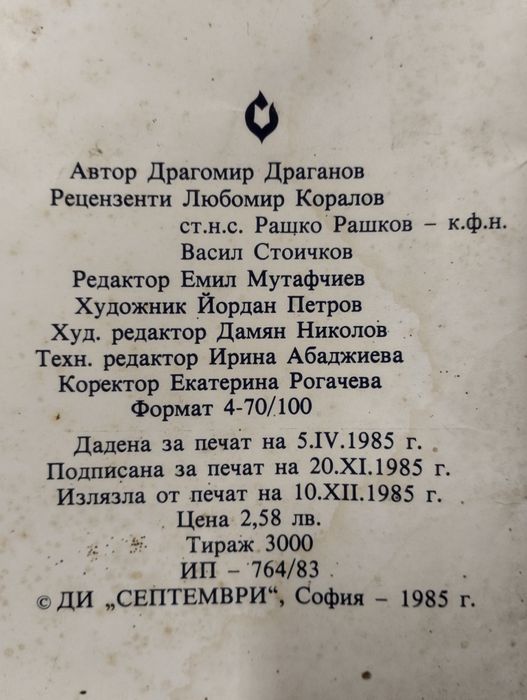 Автор Драгомир Драганов
Рецензенти Любомир Коралов
ст.н.с. Ращко Рашков – к.ф.н.
Васил Стоичков
Редактор Емил Мутафчиев
Художник Йордан Петров
Худ. редактор Дамян Николов
Техн. редактор Ирина Абаджиева
Коректор Екатерина Рогачева
Формат 4-70/100
Дадена за печат на 5.IV.1985 г.
Подписана за печат на 20.XI.1985 г.
Излязла от печат на 10.XII.1985 г.
Цена 2,58 лв.
Тираж 3000
ИП – 764/83
© ДИ „СЕПТЕМВРИ“, София – 1985 г.